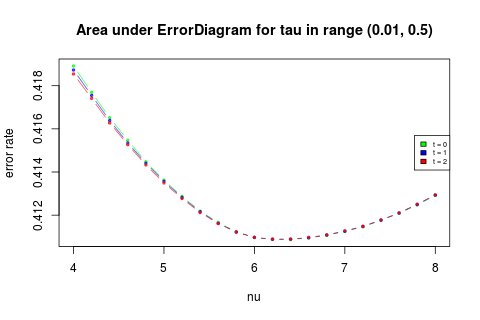 Area under ErrorDiagram for tau in range (0.01, 0.5)
error rate
0.418
0.416
0.414
0.412
t = 0
t = 1
t = 2
4 5 6 7 8
nu